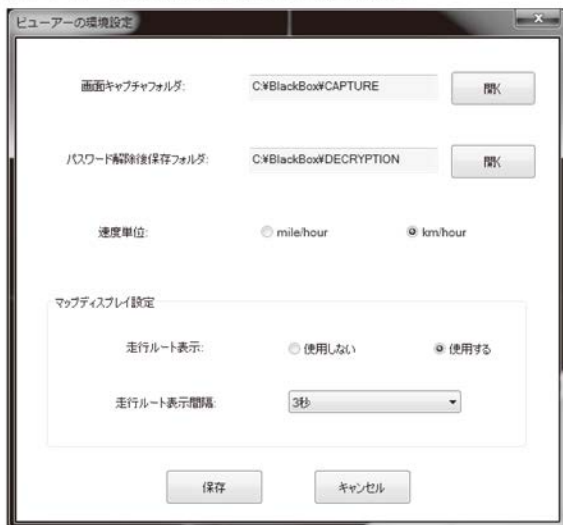 ビューアーの環境設定
画面キャプチャフォルダ: C:¥BlackBox¥CAPTURE 開く
パスワード解除後保存フォルダ: C:¥BlackBox¥DECRYPTION 開く
速度単位: mile/hour km/hour
マップディスプレイ設定
走行ルート表示: 使用しない 使用する
走行ルート表示間隔: 3秒
保存 キャンセル